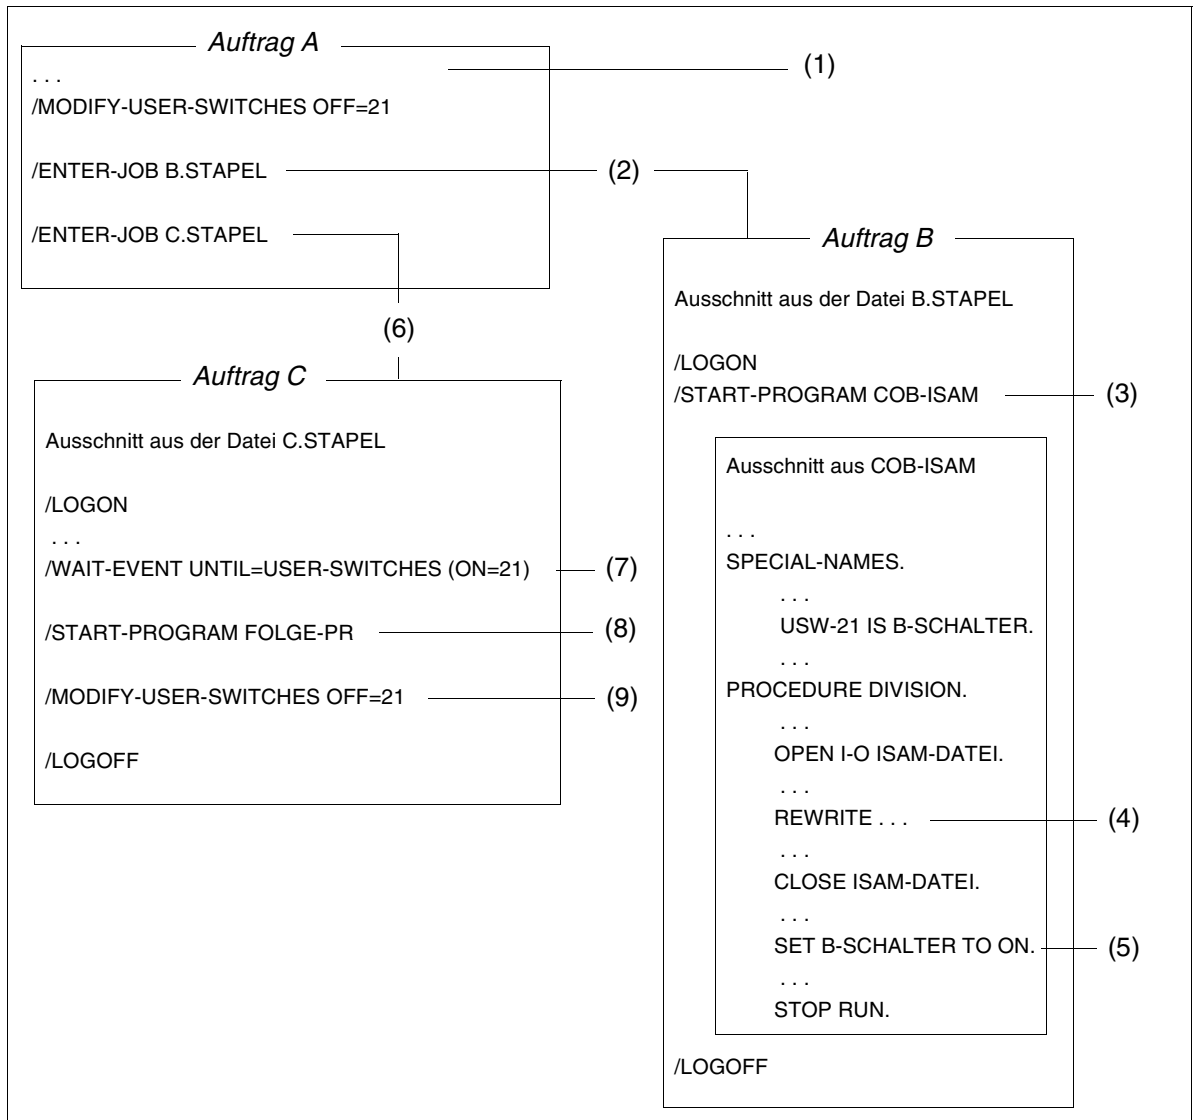 Auftrag A
. . .
(1)
/MODIFY-USER-SWITCHES OFF=21
/ENTER-JOB B.STAPEL
(2)
/ENTER-JOB C.STAPEL
(6)
Auftrag B
Ausschnitt aus der Datei B.STAPEL
/LOGON
/START-PROGRAM COB-ISAM
(3)
Ausschnitt aus COB-ISAM
. . .
SPECIAL-NAMES.
. . .
USW-21 IS B-SCHALTER.
. . .
PROCEDURE DIVISION.
. . .
OPEN I-O ISAM-DATEI.
. . .
REWRITE . . .
(4)
. . .
CLOSE ISAM-DATEI.
. . .
SET B-SCHALTER TO ON.
(5)
. . .
STOP RUN.
/LOGOFF
Auftrag C
Ausschnitt aus der Datei C.STAPEL
/LOGON
. . .
/WAIT-EVENT UNTIL=USER-SWITCHES (ON=21)
(7)
/START-PROGRAM FOLGE-PR
(8)
/MODIFY-USER-SWITCHES OFF=21
(9)
/LOGOFF